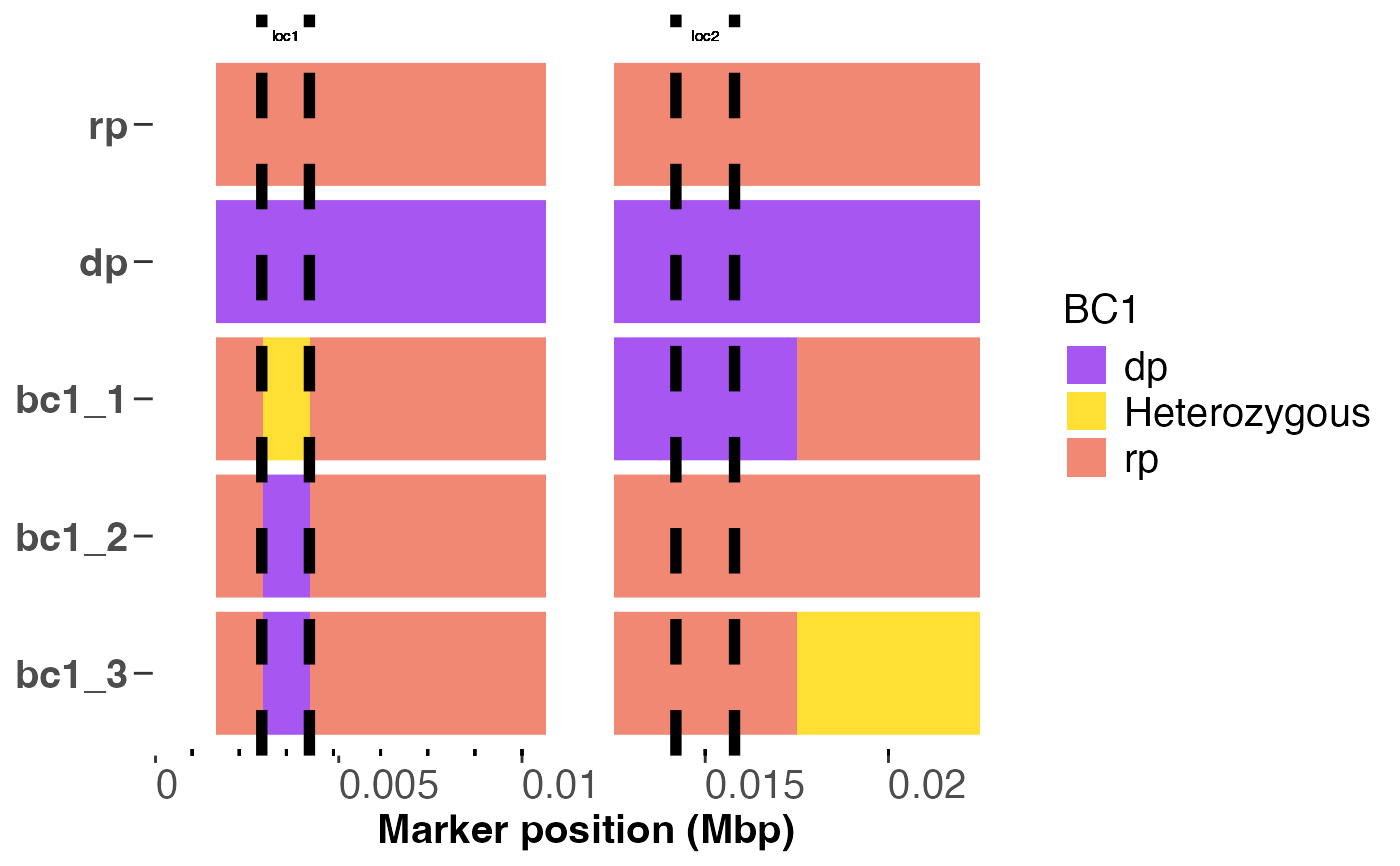 loc1 loc2
rp
dp
bc1_1
bc1_2
bc1_3
BC1
dp
Heterozygous
rp
0 0.005 0.01 0.015 0.02
Marker position (Mbp)